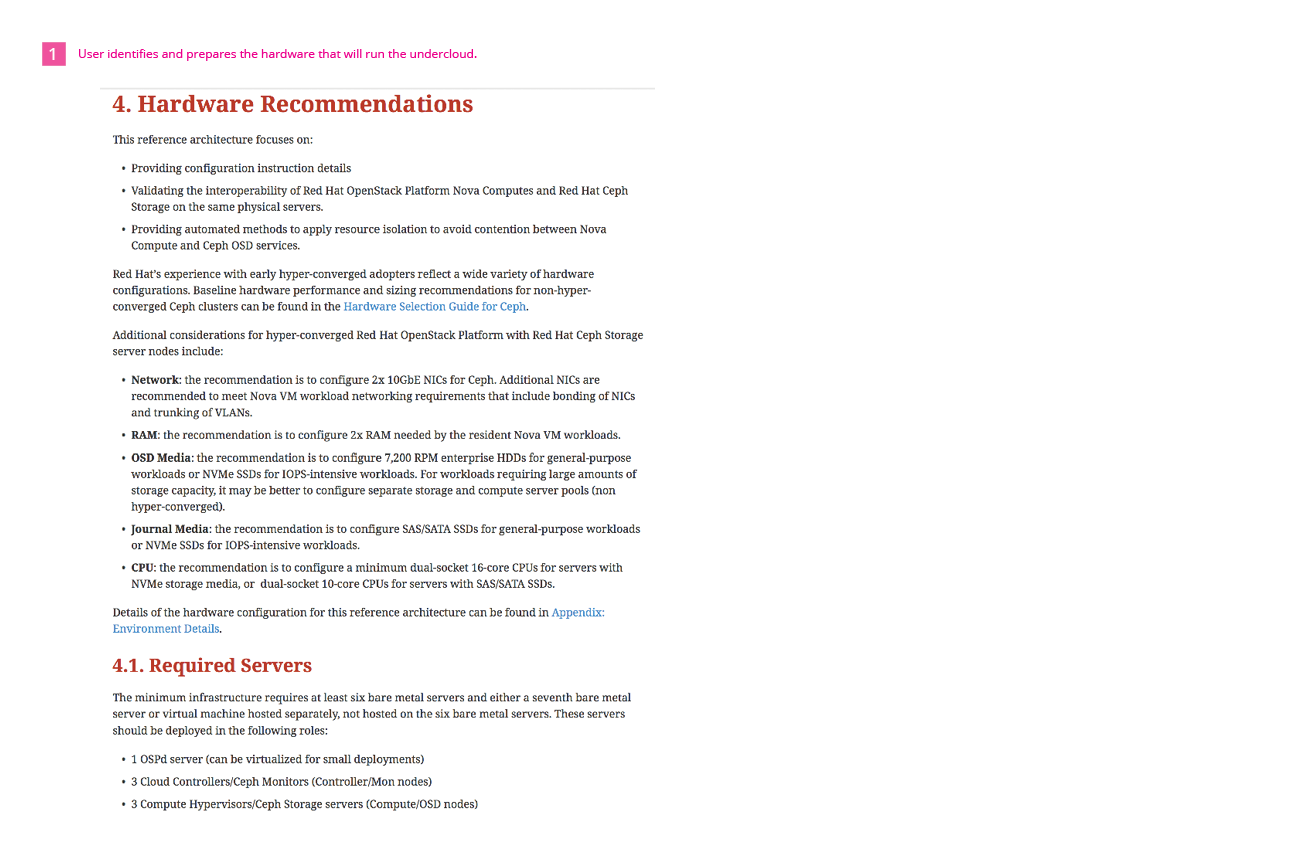 1 User identifies and prepares the hardware that will run the undercloud.
4. Hardware Recommendations
This reference architecture focuses on:
• Providing configuration instruction details
• Validating the interoperability of Red Hat OpenStack Platform Nova Computes and Red Hat Ceph
Storage on the same physical servers.
• Providing automated methods to apply resource isolation to avoid contention between Nova
Compute and Ceph OSD services.
Red Hat's experience with early hyper-converged adopters reflect a wide variety of hardware
configurations. Baseline hardware performance and sizing recommendations for non-hyper-
converged Ceph clusters can be found in the Hardware Selection Guide for Ceph.
Additional considerations for hyper-converged Red Hat OpenStack Platform with Red Hat Ceph Storage
server nodes include:
• Network: the recommendation is to configure 2x 10GbE NICs for Ceph. Additional NICs are
recommended to meet Nova VM workload networking requirements that include bonding of NICs
and trunking of VLANs.
• RAM: the recommendation is to configure 2x RAM needed by the resident Nova VM workloads.
• OSD Media: the recommendation is to configure 7,200 RPM enterprise HDDs for general-purpose
workloads or NVMe SSDs for IOPS-intensive workloads. For workloads requiring large amounts of
storage capacity, it may be better to configure separate storage and compute server pools (non
hyper-converged).
• Journal Media: the recommendation is to configure SAS/SATA SSDs for general-purpose workloads
or NVMe SSDs for IOPS-intensive workloads.
• CPU: the recommendation is to configure a minimum dual-socket 16-core CPUs for servers with
NVMe storage media, or dual-socket 10-core CPUs for servers with SAS/SATA SSDs.
Details of the hardware configuration for this reference architecture can be found in Appendix:
Environment Details.
4.1. Required Servers
The minimum infrastructure requires at least six bare metal servers and either a seventh bare metal
server or virtual machine hosted separately, not hosted on the six bare metal servers. These servers
should be deployed in the following roles:
• 1 OSPd server (can be virtualized for small deployments)
• 3 Cloud Controllers/Ceph Monitors (Controller/Mon nodes)
• 3 Compute Hypervisors/Ceph Storage servers (Compute/OSD nodes)